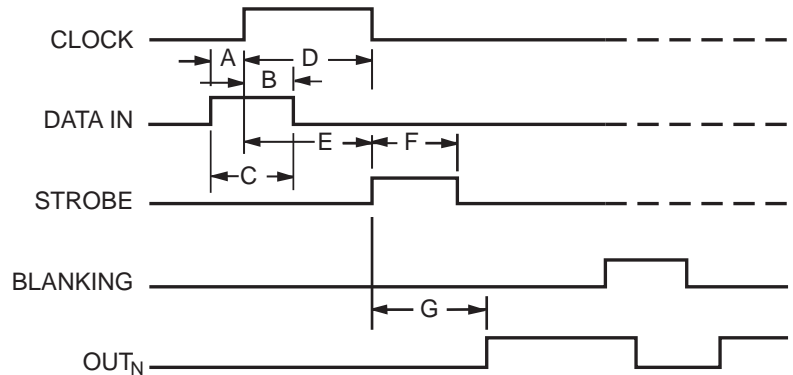 CLOCK
A D
B
DATA IN
E F
C
STROBE
BLANKING
G
OUTN